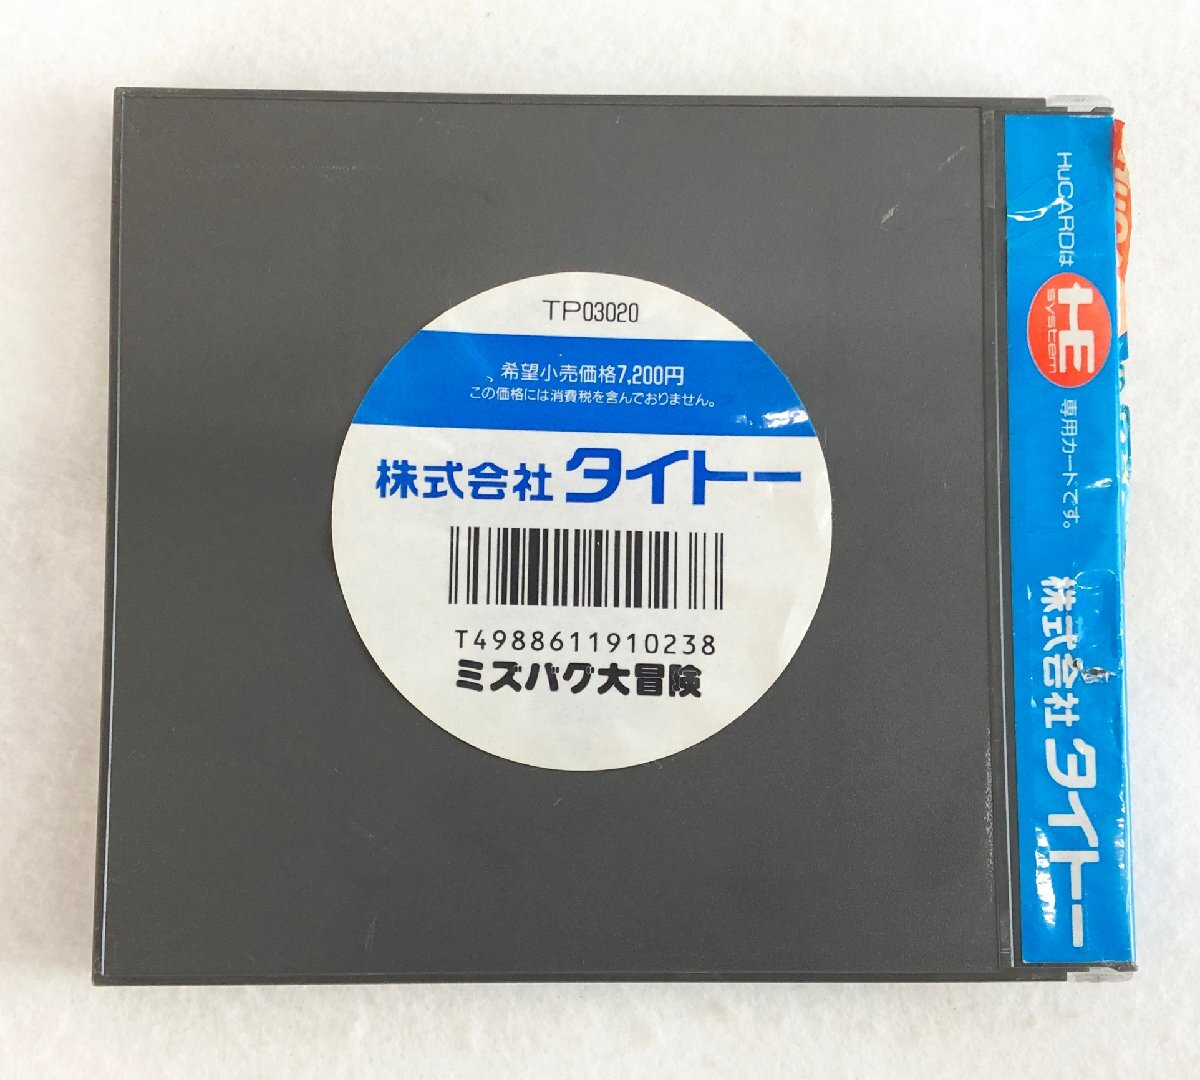 TP03020
希望小売価格7,200円
この価格には消費税を含んでおりません。
株式会社 タイトー
T4988611910238
ミズバグ大冒険
HuCARDは
HE
system
専用カードです。
株式会社 タイトー